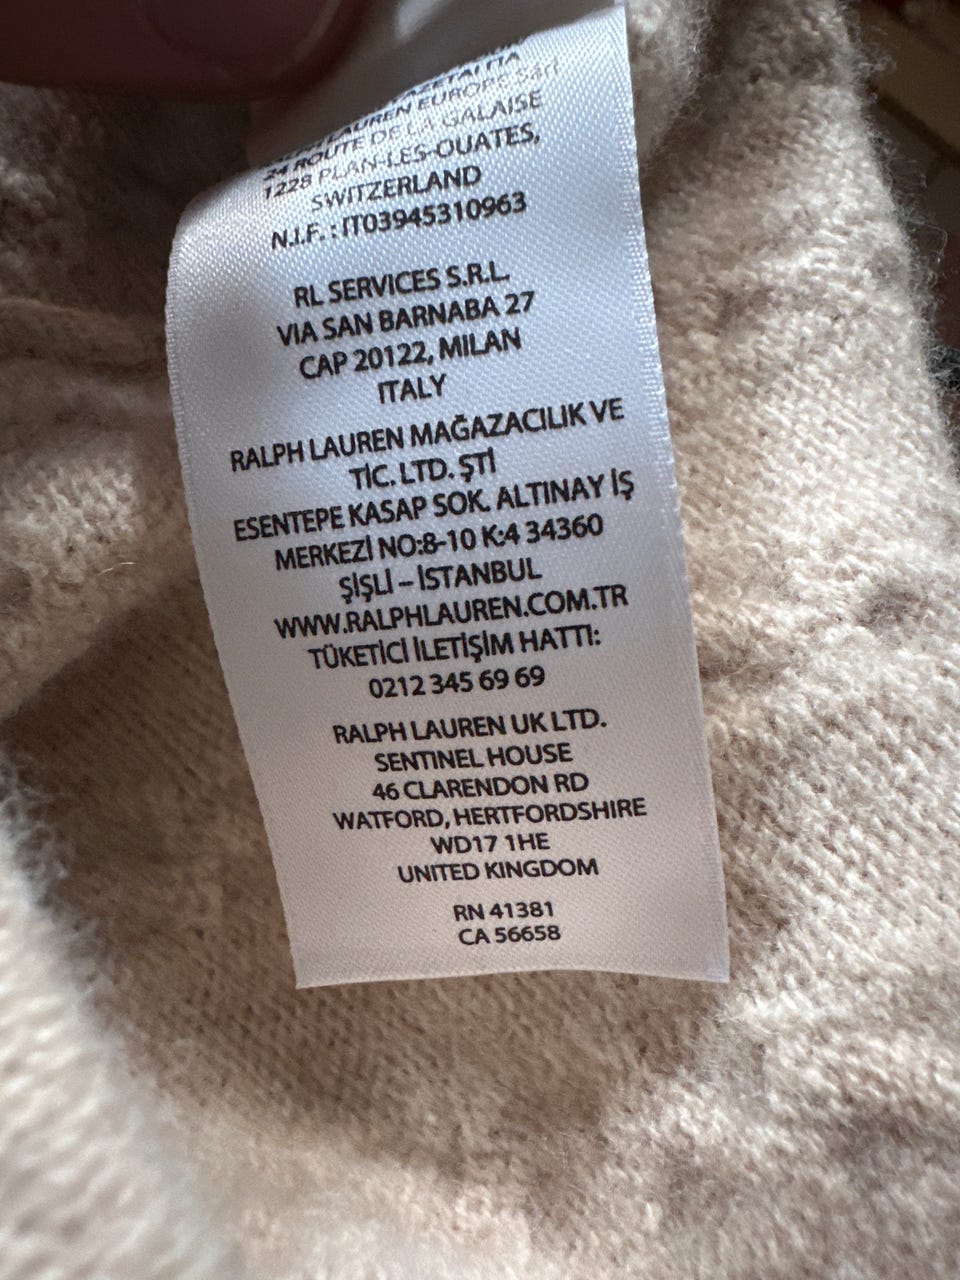 LAUREN EUROPE Sàrl
24 ROUTE DE LA GALAISE
1228 PLAN-LES-OUATES,
SWITZERLAND
N.I.F. : IT03945310963
RL SERVICES S.R.L.
VIA SAN BARNABA 27
CAP 20122, MILAN
ITALY
RALPH LAUREN MAĞAZACILIK VE
TİC. LTD. ŞTİ
ESENTEPE KASAP SOK. ALTINAY İŞ
MERKEZİ NO:8-10 K:4 34360
ŞİŞLİ – İSTANBUL
WWW.RALPHLAUREN.COM.TR
TÜKETİCİ İLETİŞİM HATTI:
0212 345 69 69
RALPH LAUREN UK LTD.
SENTINEL HOUSE
46 CLARENDON RD
WATFORD, HERTFORDSHIRE
WD17 1HE
UNITED KINGDOM
RN 41381
CA 56658